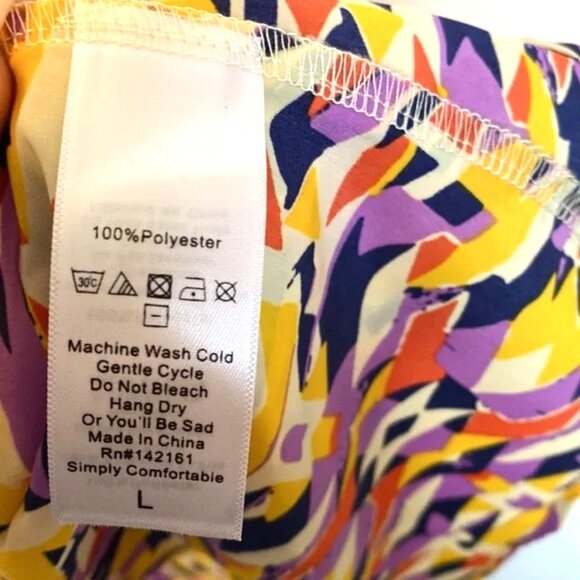 100%Polyester
30°C
Machine Wash Cold
Gentle Cycle
Do Not Bleach
Hang Dry
Or You'll Be Sad
Made In China
Rn#142161
Simply Comfortable
L